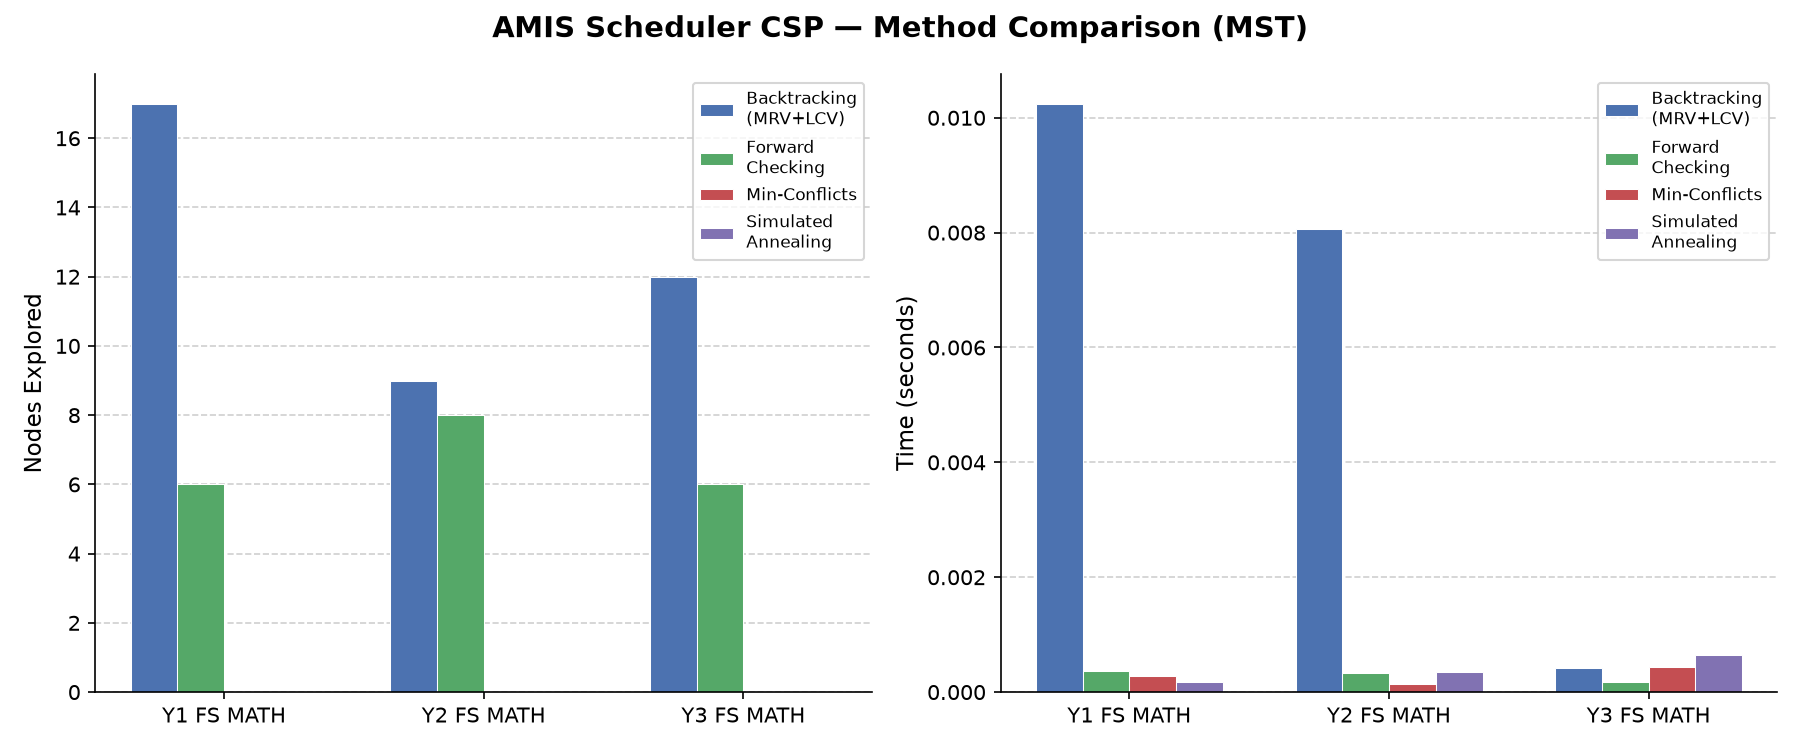 AMIS Scheduler CSP — Method Comparison (MST)
Nodes Explored
16
14
12
10
8
6
4
2
0
Y1 FS MATH
Y2 FS MATH
Y3 FS MATH
Backtracking
(MRV+LCV)
Forward
Checking
Min-Conflicts
Simulated
Annealing
Time (seconds)
0.010
0.008
0.006
0.004
0.002
0.000
Y1 FS MATH
Y2 FS MATH
Y3 FS MATH
Backtracking
(MRV+LCV)
Forward
Checking
Min-Conflicts
Simulated
Annealing